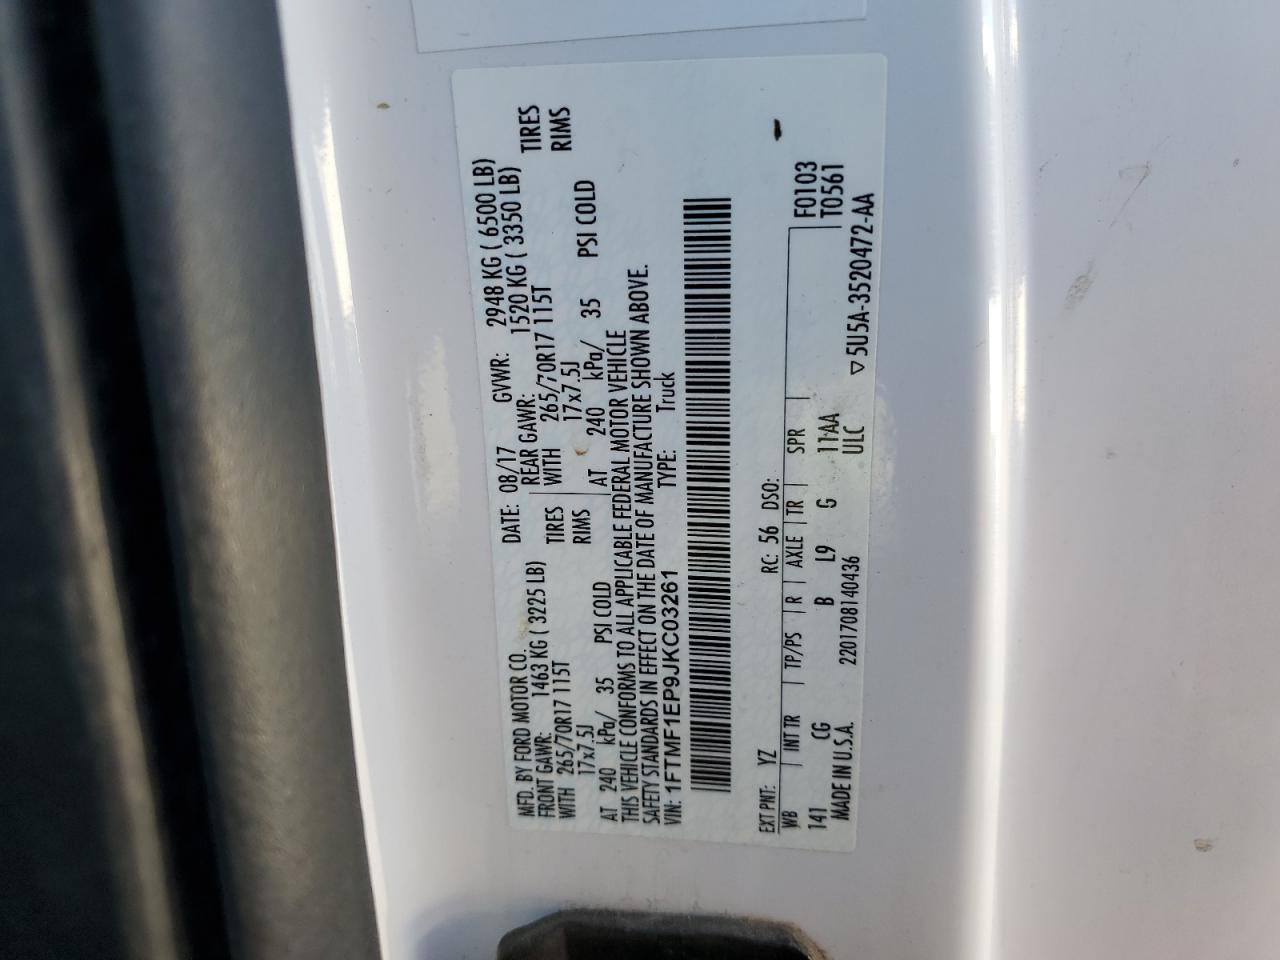 MFD. BY FORD MOTOR CO. DATE: 08/17 GVWR: 2948 KG ( 6500 LB)
FRONT GAWR: 1463 KG ( 3225 LB) REAR GAWR: 1520 KG ( 3350 LB)
WITH 265/70R17 115T TIRES WITH 265/70R17 115T TIRES
17x7.5J RIMS 17x7.5J RIMS
AT 240 kPa/ 35 PSI COLD AT 240 kPa/ 35 PSI COLD
THIS VEHICLE CONFORMS TO ALL APPLICABLE FEDERAL MOTOR VEHICLE
SAFETY STANDARDS IN EFFECT ON THE DATE OF MANUFACTURE SHOWN ABOVE.
VIN: 1FTMF1EP9JKC03261 TYPE: Truck
EXT PNT: YZ RC: 56 DSO:
WB INT TR TP/PS R AXLE TR SPR F0103
141 CG B L9 G 11AA T0561
MADE IN U.S.A. 2201708140436 ULC
▽5U5A-3520472-AA